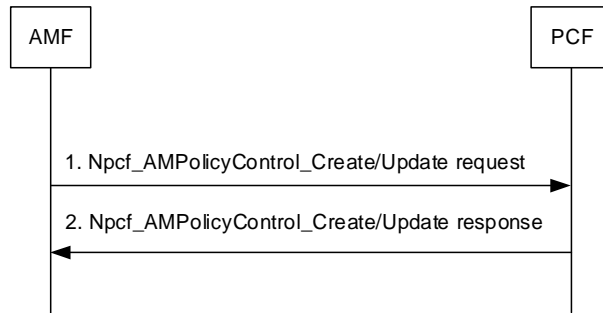 AMF
PCF
1. Npcf_AMPolicyControl_Create/Update request
2. Npcf_AMPolicyControl_Create/Update response